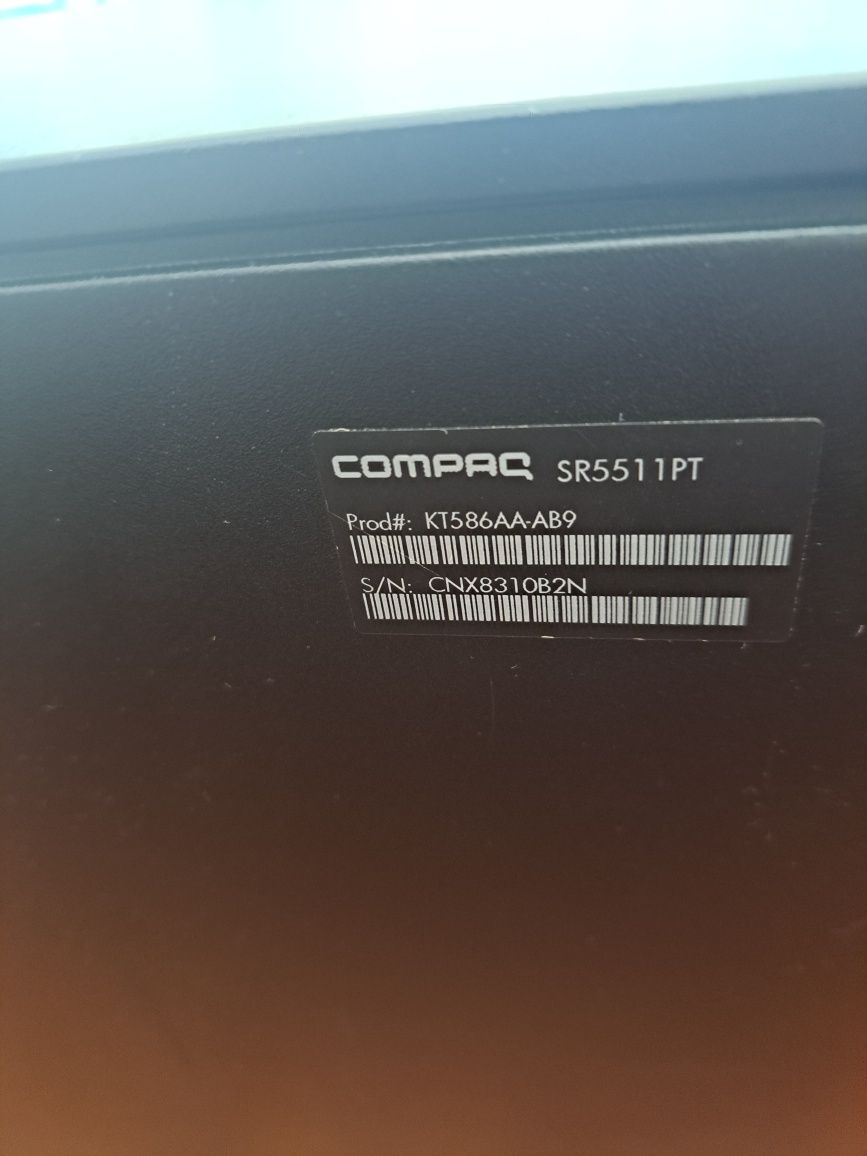 COMPAQ SR5511PT
Prod#: KT586AA-AB9
S/N: CNX8310B2N